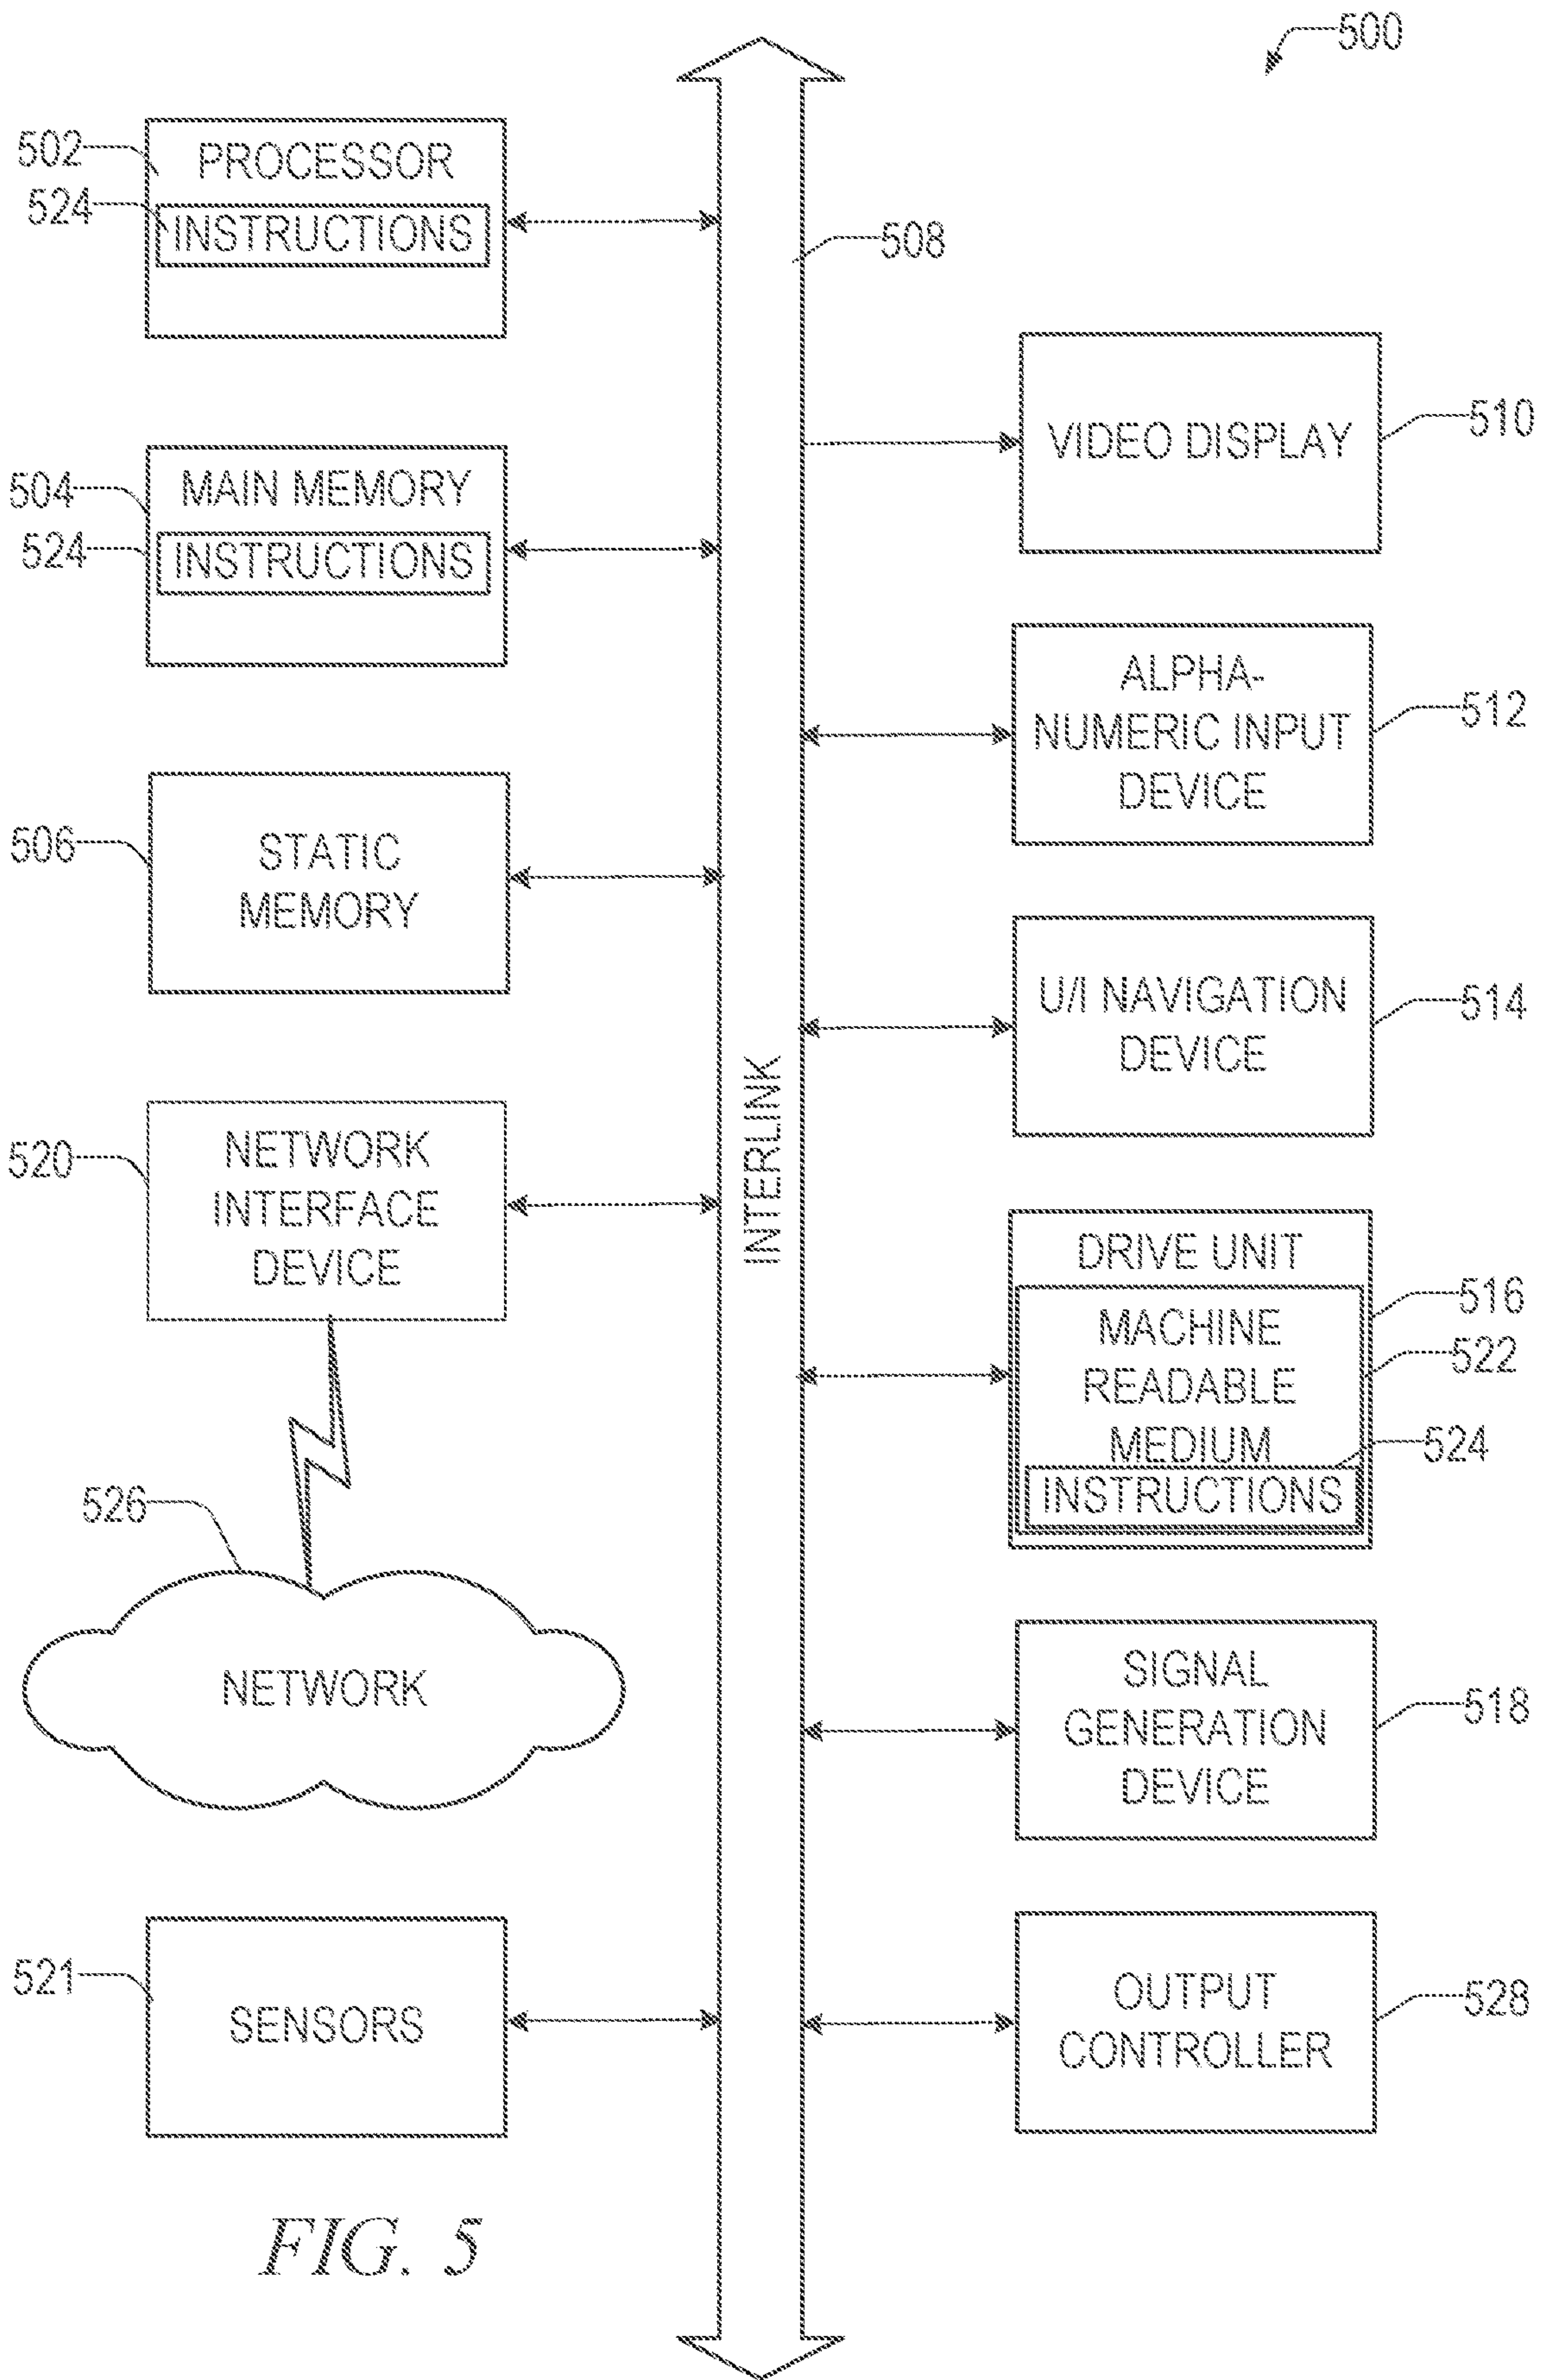 500
502
PROCESSOR
524
INSTRUCTIONS
508
504
MAIN MEMORY
524
INSTRUCTIONS
VIDEO DISPLAY
510
ALPHA-
NUMERIC INPUT
DEVICE
512
506
STATIC
MEMORY
U/I NAVIGATION
DEVICE
514
INTERLINK
520
NETWORK
INTERFACE
DEVICE
DRIVE UNIT
516
MACHINE
READABLE
MEDIUM
522
524
INSTRUCTIONS
526
NETWORK
SIGNAL
GENERATION
DEVICE
518
521
SENSORS
OUTPUT
CONTROLLER
528
FIG. 5